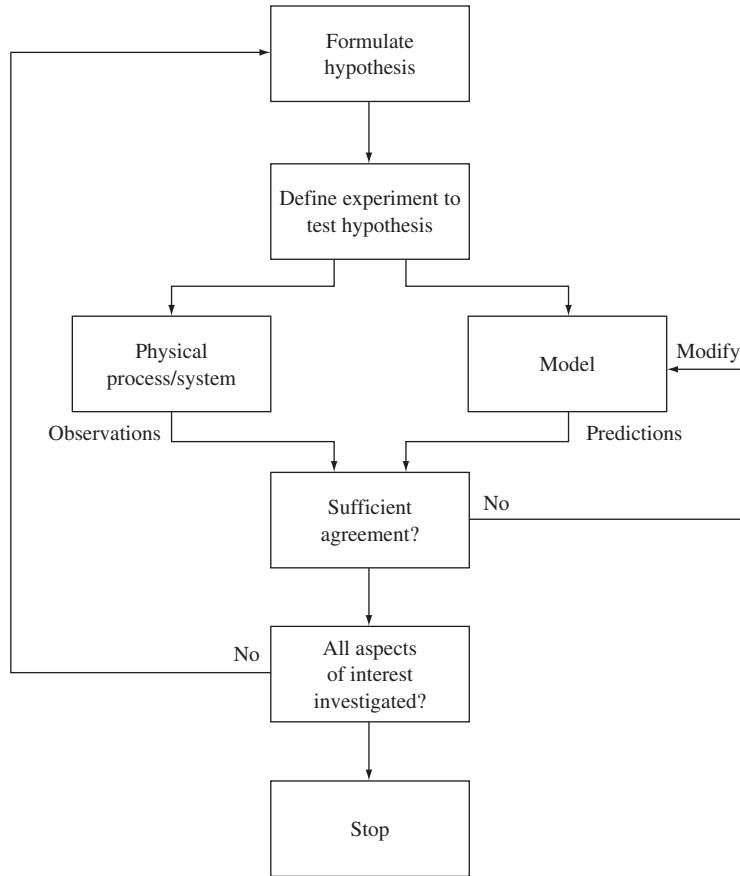 Formulate
hypothesis
Define experiment to
test hypothesis
Physical
process/system
Model
Modify
Observations
Predictions
Sufficient
agreement?
No
No
All aspects
of interest
investigated?
Stop